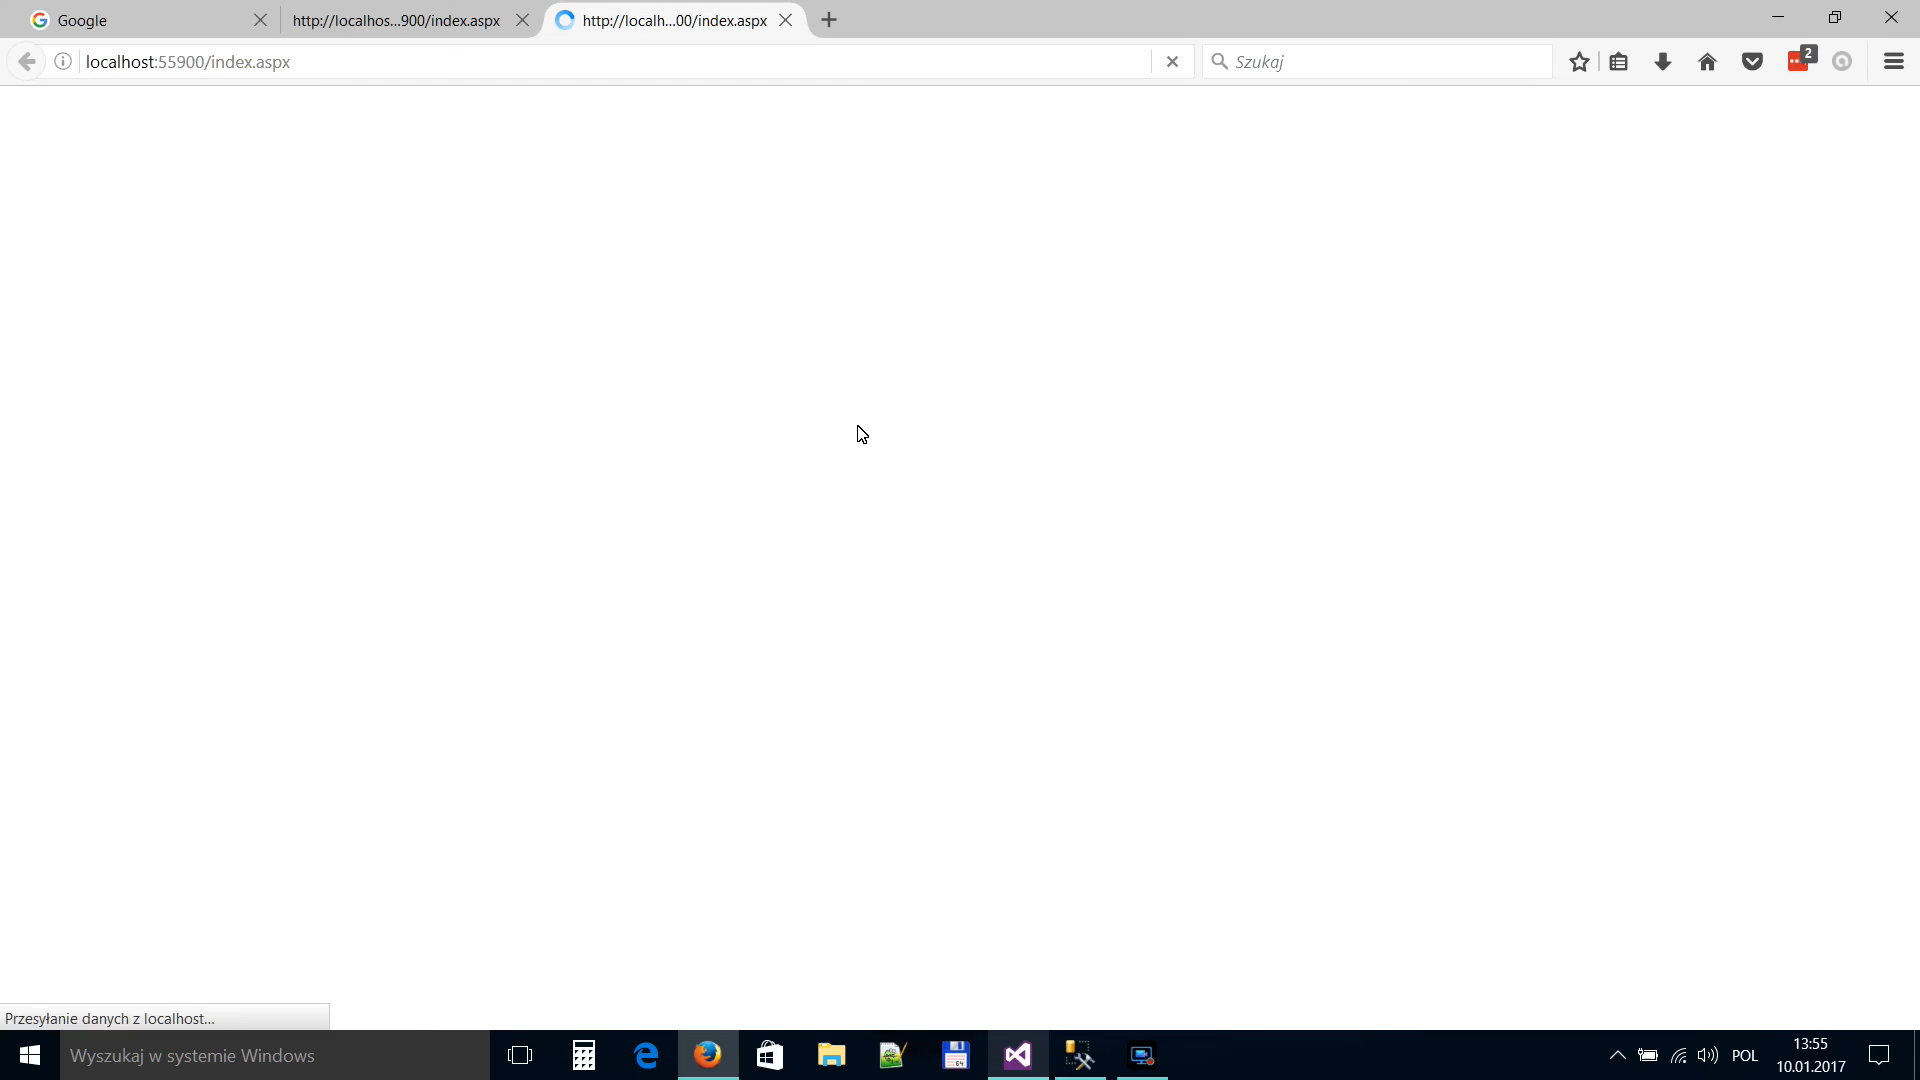 Google
http://localhos...900/index.aspx
http://localh...00/index.aspx
localhost:55900/index.aspx
Szukaj
2
Przesyłanie danych z localhost...
Wyszukaj w systemie Windows
64
POL
13:55
10.01.2017